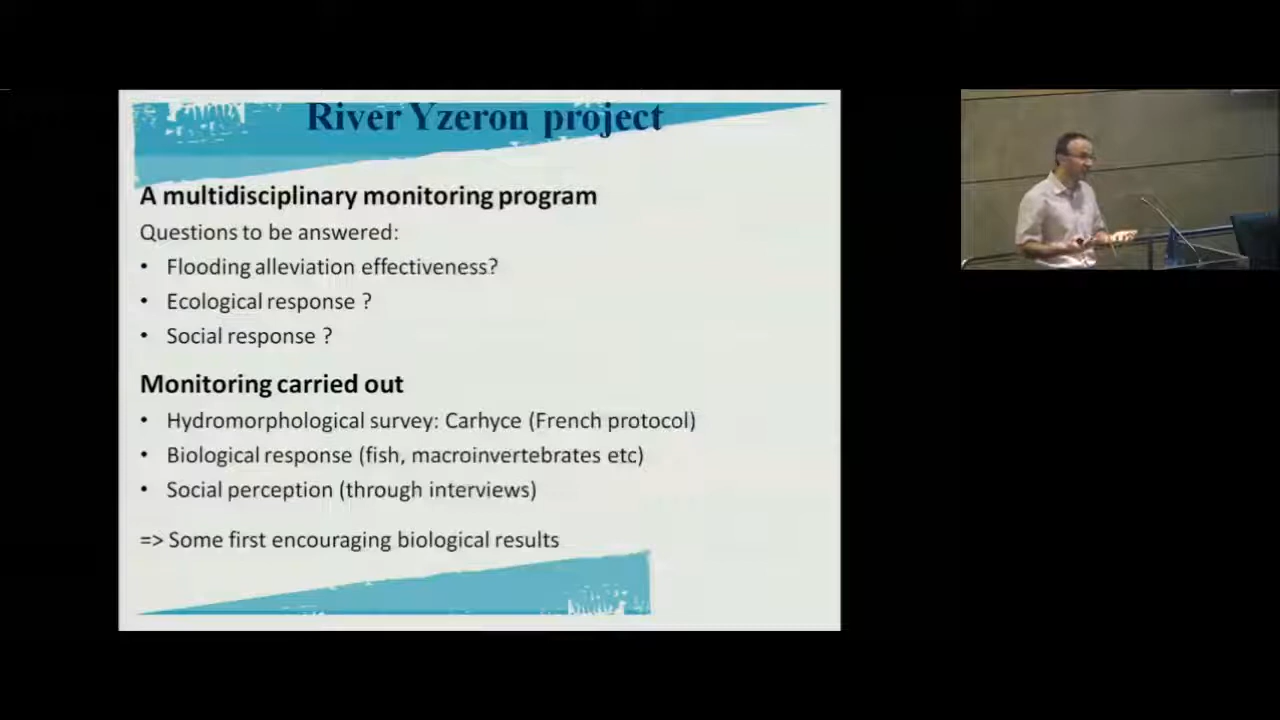 River Yzeron project
A multidisciplinary monitoring program
Questions to be answered:
• Flooding alleviation effectiveness?
• Ecological response ?
• Social response ?
Monitoring carried out
• Hydromorphological survey: Carhyce (French protocol)
• Biological response (fish, macroinvertebrates etc)
• Social perception (through interviews)
=> Some first encouraging biological results